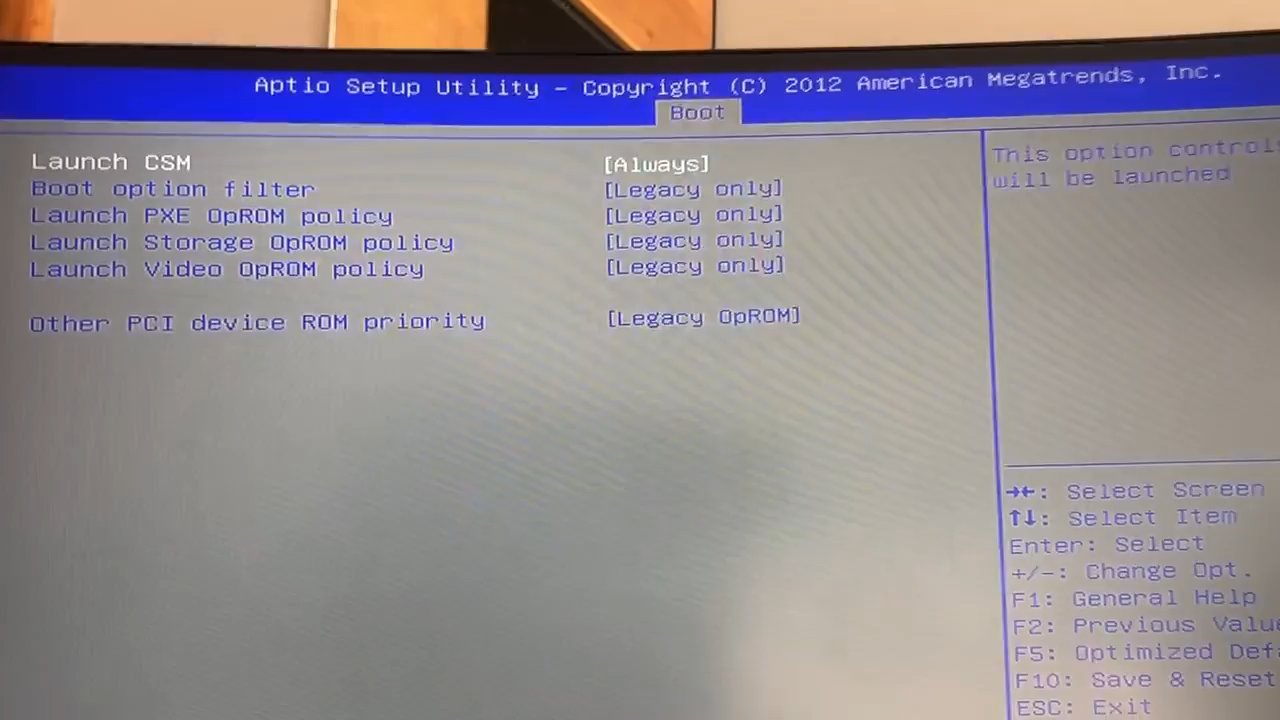 Aptio Setup Utility - Copyright (C) 2012 American Megatrends, Inc.
Boot
Launch CSM [Always]
Boot option filter [Legacy only]
Launch PXE OpROM policy [Legacy only]
Launch Storage OpROM policy [Legacy only]
Launch Video OpROM policy [Legacy only]
Other PCI device ROM priority [Legacy OpROM]
This option controls
will be launched
→←: Select Screen
↑↓: Select Item
Enter: Select
+/-: Change Opt.
F1: General Help
F2: Previous Valu
F5: Optimized Def
F10: Save & Reset
ESC: Exit